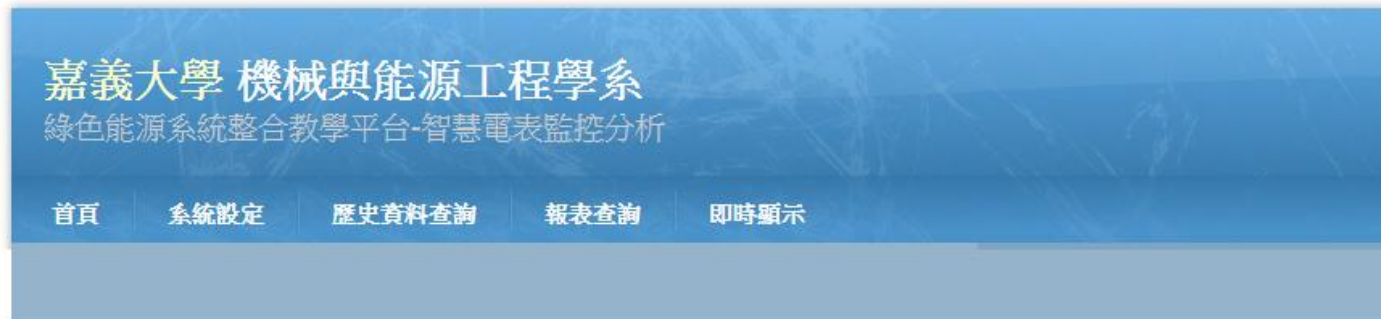 嘉義大學 機械與能源工程學系
綠色能源系統整合教學平台-智慧電表監控分析
首頁 系統設定 歷史資料查詢 報表查詢 即時顯示